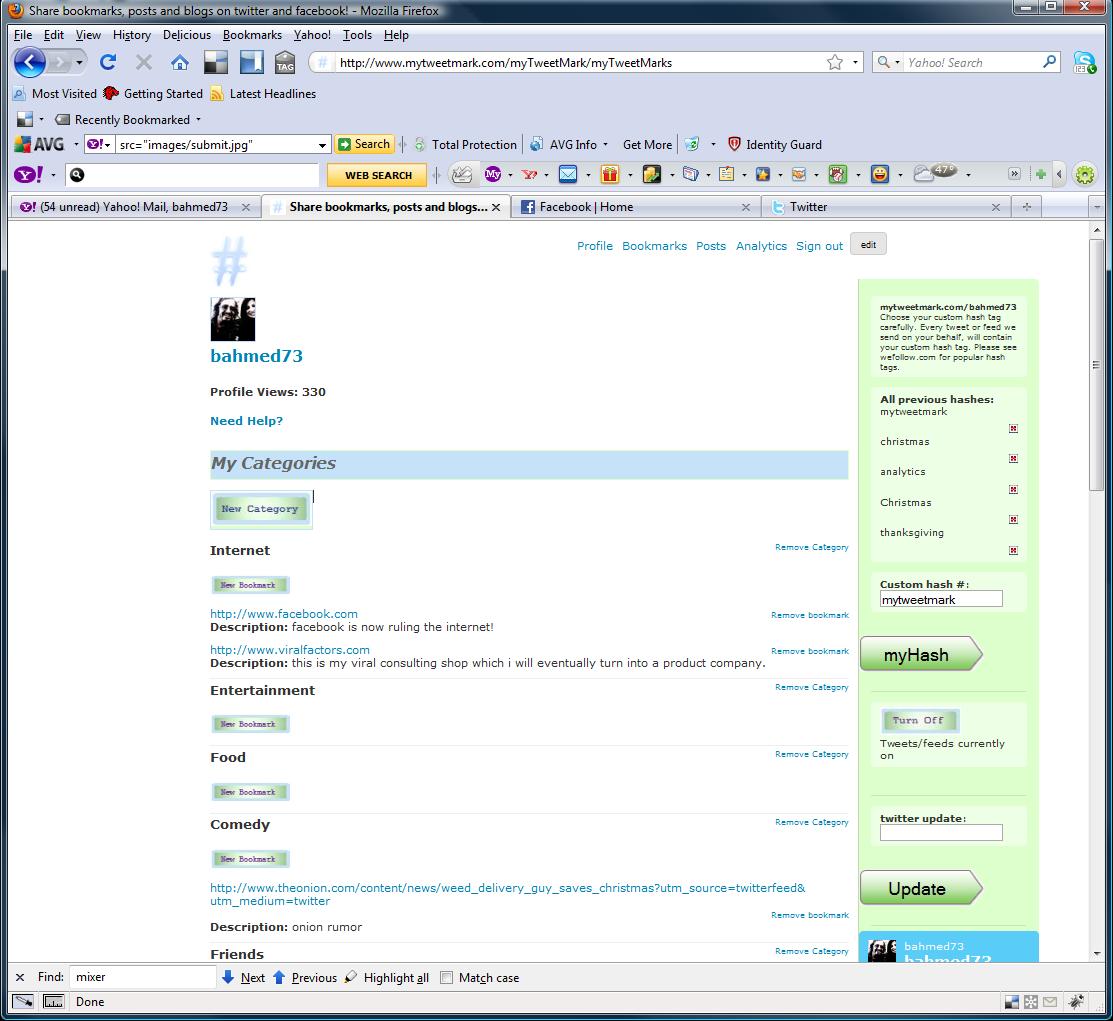 Share bookmarks, posts and blogs on twitter and facebook! - Mozilla Firefox
File Edit View History Delicious Bookmarks Yahoo! Tools Help
TAG # http://www.mytweetmark.com/myTweetMark/myTweetMarks Yahoo! Search 123
Most Visited Getting Started Latest Headlines
Recently Bookmarked
AVG Y! src="images/submit.jpg" Search Total Protection AVG Info Get More Identity Guard
Y! WEB SEARCH My Y! 47°
Y! (54 unread) Yahoo! Mail, bahmed73 # Share bookmarks, posts and blogs... Facebook | Home Twitter
#
Profile Bookmarks Posts Analytics Sign out edit
bahmed73
Profile Views: 330
Need Help?
My Categories
New Category
Internet Remove Category
New Bookmark
http://www.facebook.com Remove bookmark
Description: facebook is now ruling the internet!
http://www.viralfactors.com Remove bookmark
Description: this is my viral consulting shop which i will eventually turn into a product company.
Entertainment Remove Category
New Bookmark
Food Remove Category
New Bookmark
Comedy Remove Category
New Bookmark
http://www.theonion.com/content/news/weed_delivery_guy_saves_christmas?utm_source=twitterfeed&
utm_medium=twitter
Remove bookmark
Description: onion rumor
Friends Remove Category
mytweetmark.com/bahmed73
Choose your custom hash tag
carefully. Every tweet or feed we
send on your behalf, will contain
your custom hash tag. Please see
wefollow.com for popular hash
tags.
All previous hashes:
mytweetmark
christmas
analytics
Christmas
thanksgiving
Custom hash #:
mytweetmark
myHash
Turn Off
Tweets/feeds currently
on
twitter update:
Update
bahmed73
bahmed73
Find: mixer Next Previous Highlight all Match case
Done